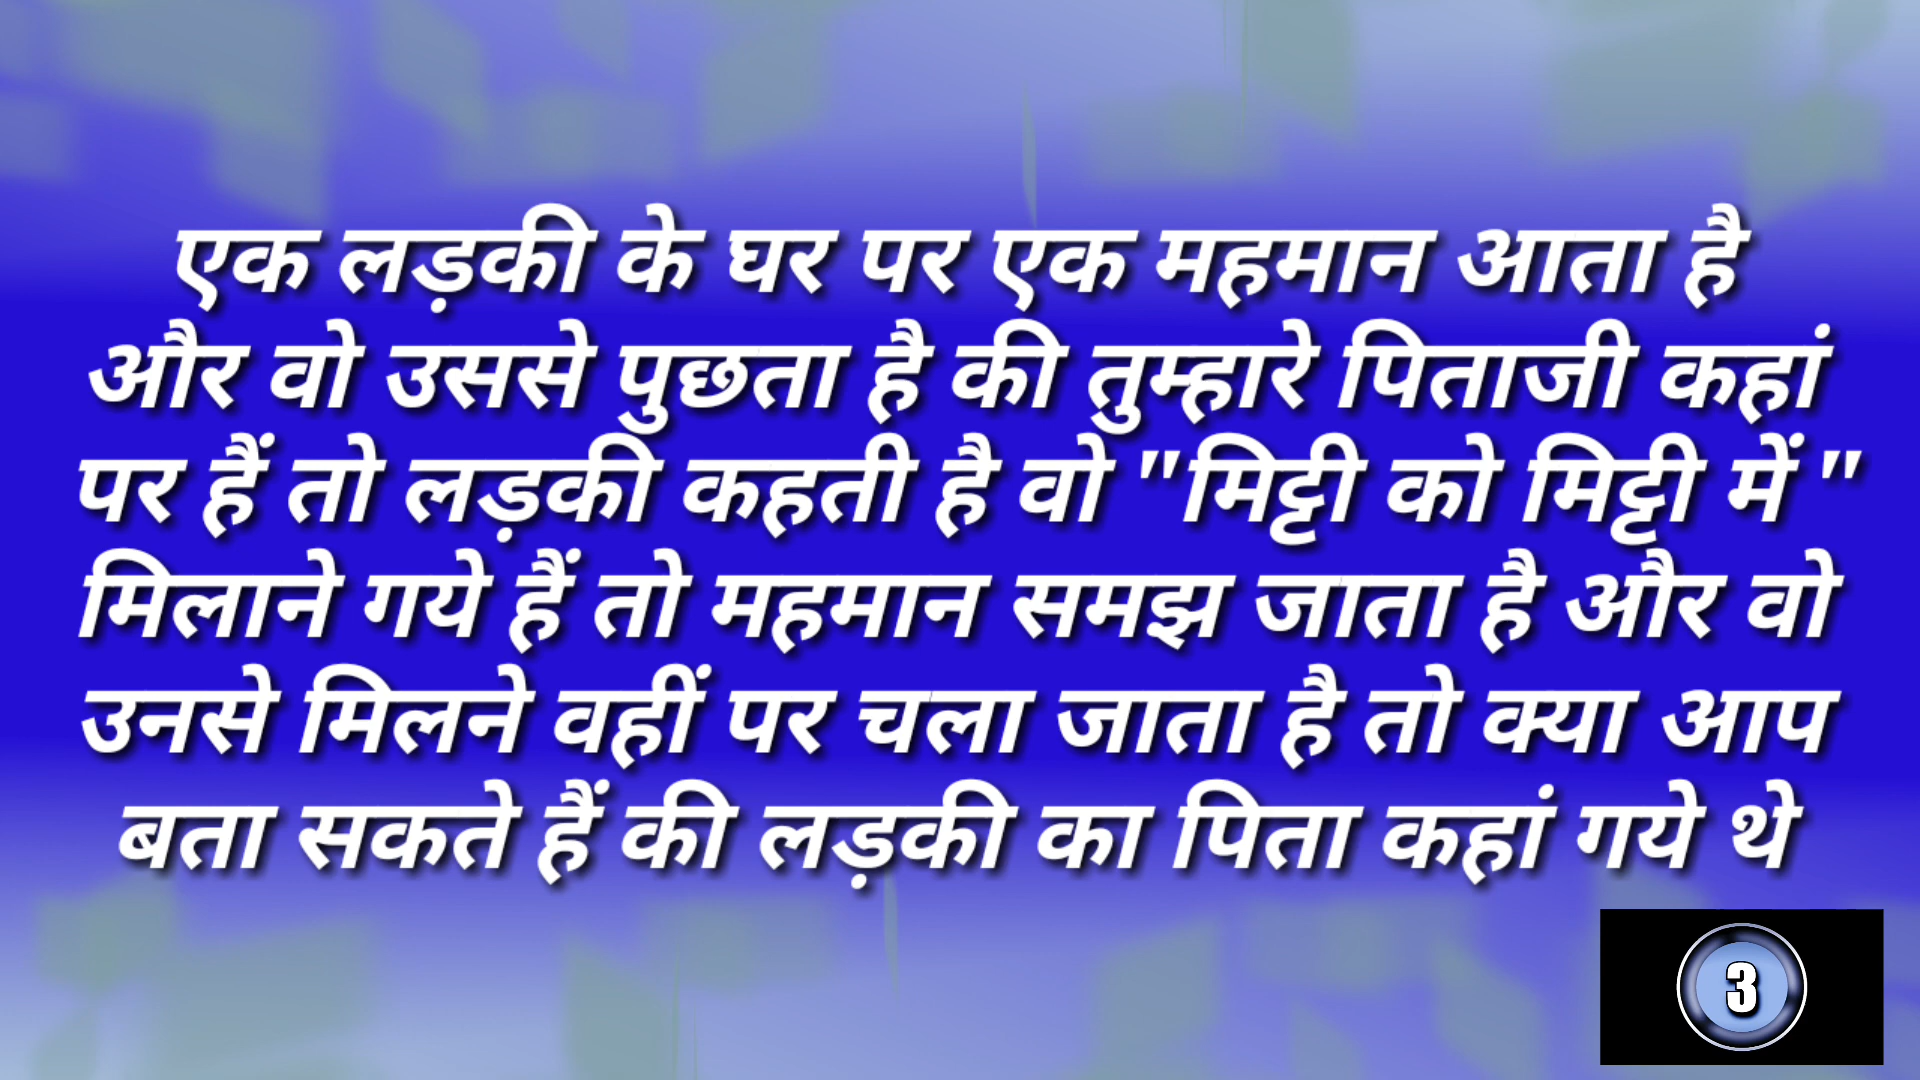 एक लड़की के घर पर एक महमान आता है
और वो उससे पुछता है की तुम्हारे पिताजी कहां
पर हैं तो लड़की कहती है वो "मिट्टी को मिट्टी में "
मिलाने गये हैं तो महमान समझ जाता है और वो
उनसे मिलने वहीं पर चला जाता है तो क्या आप
बता सकते हैं की लड़की का पिता कहां गये थे
3